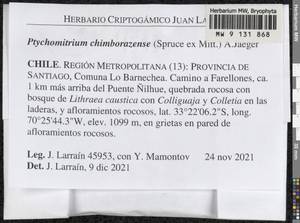 HERBARIO CRIPTOGÁMICO JUAN LA
Herbarium MW, Bryophyta
MW 9 131 868
Ptychomitrium chimborazense (Spruce ex Mitt.) A.Jaeger
CHILE. REGIÓN METROPOLITANA (13): PROVINCIA DE
SANTIAGO, Comuna Lo Barnechea. Camino a Farellones, ca.
1 km más arriba del Puente Ñilhue, quebrada rocosa con
bosque de Lithraea caustica con Colliguaja y Colletia en las
laderas, y afloramientos rocosos, lat. 33°22'06.2"S, long.
70°25'44.3"W, elev. 1099 m, en grietas en pared de
afloramientos rocosos.
Leg. J. Larraín 45953, con Y. Mamontov 24 nov 2021
Det. J. Larraín, 9 dic 2021